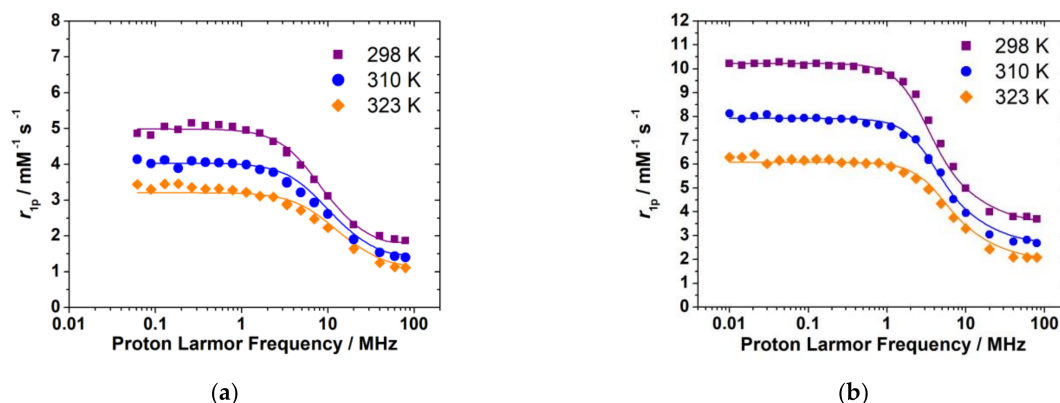 8
7
6
5
4
3
2
1
0
r₁ₚ / mM⁻¹ s⁻¹
298 K
310 K
323 K
0.01 0.1 1 10 100
Proton Larmor Frequency / MHz
(a)
12
11
10
9
8
7
6
5
4
3
2
1
0
r₁ₚ / mM⁻¹ s⁻¹
298 K
310 K
323 K
0.01 0.1 1 10 100
Proton Larmor Frequency / MHz
(b)